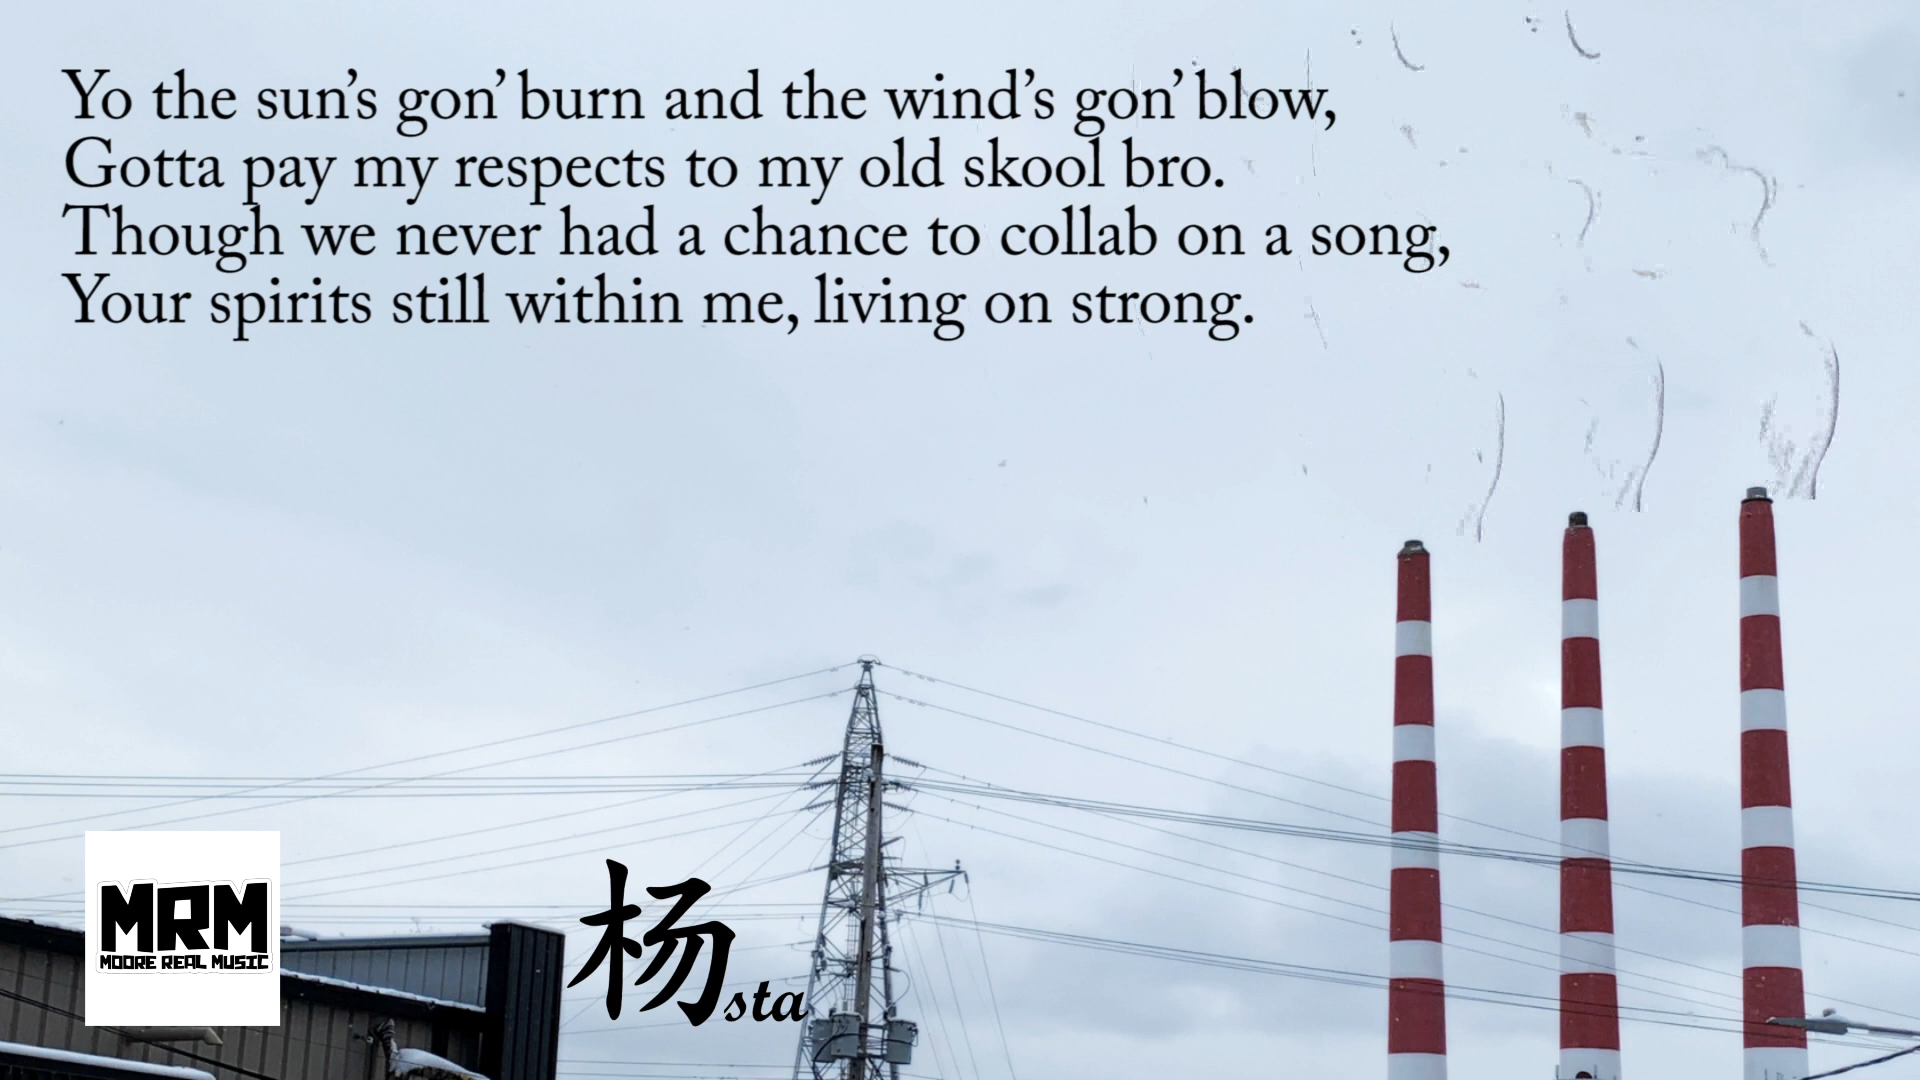 Yo the sun’s gon’ burn and the wind’s gon’ blow,
Gotta pay my respects to my old skool bro.
Though we never had a chance to collab on a song,
Your spirits still within me, living on strong.
MRM
MOORE REAL MUSIC
杨sta